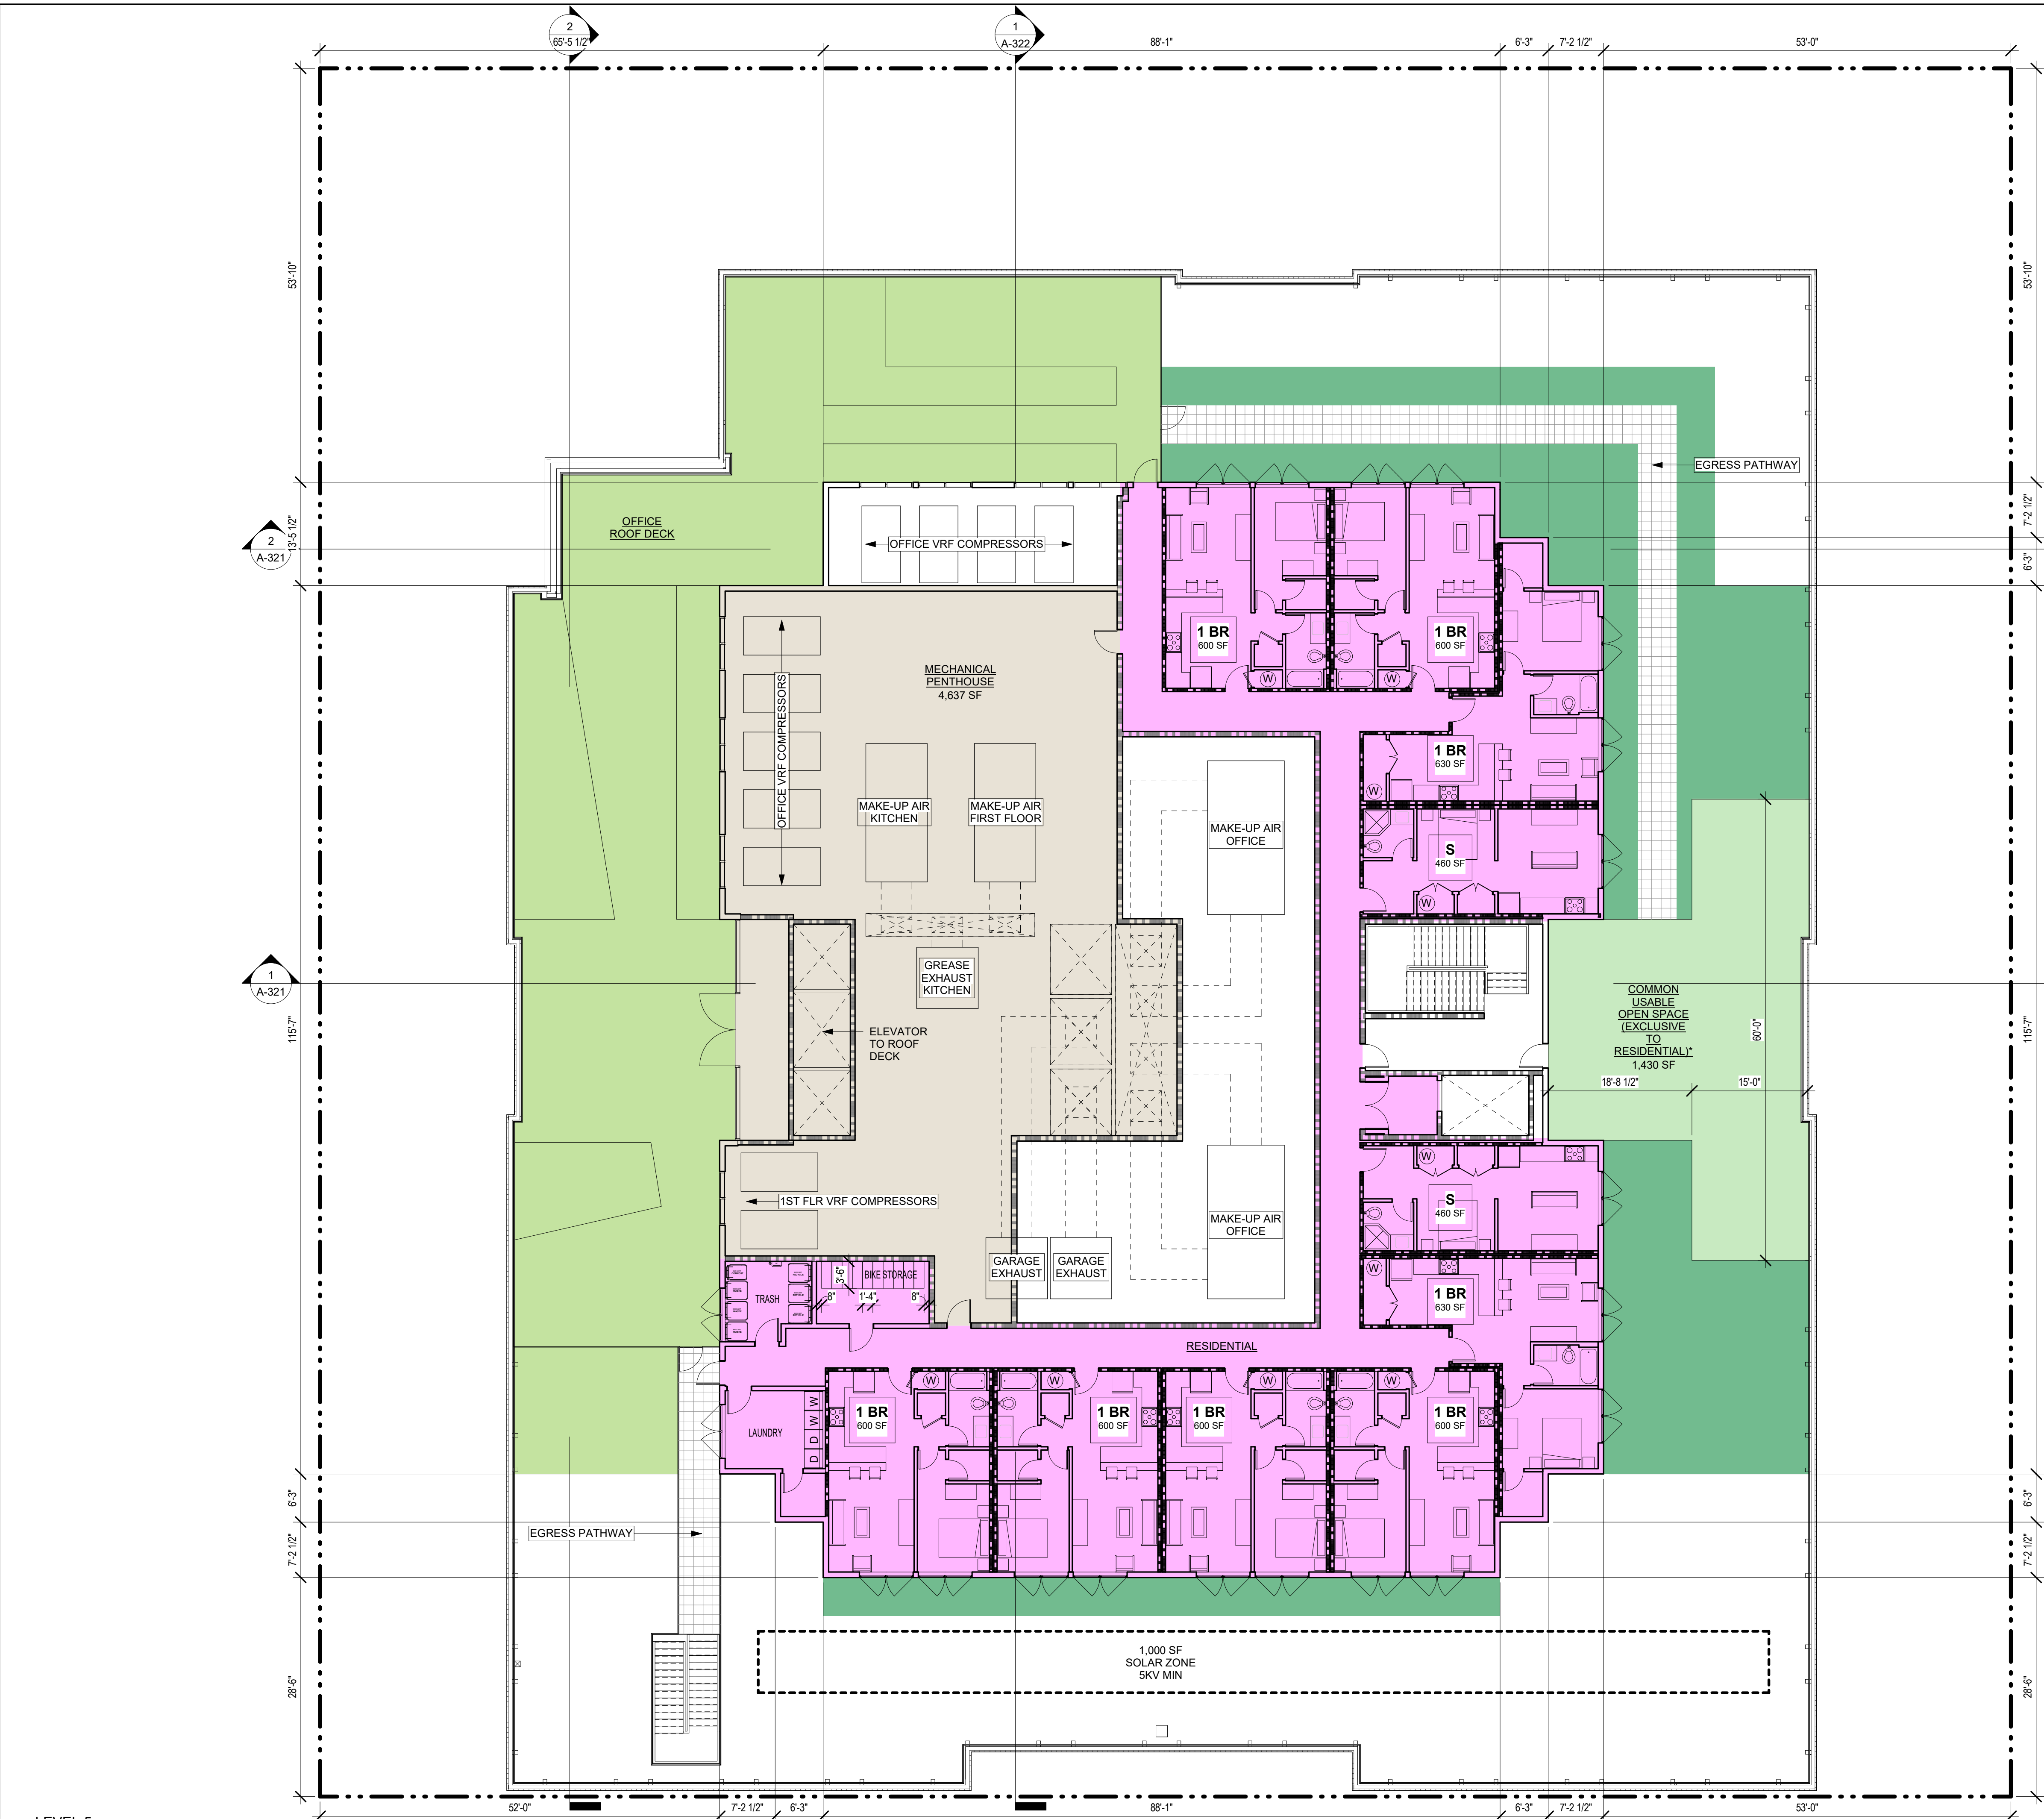 2
65'-5 1/2"
1
A-322
88'-1"
6'-3"
7'-2 1/2"
53'-0"
53'-10"
53'-10"
EGRESS PATHWAY
OFFICE
ROOF DECK
2
A-321
13'-5 1/2"
7'-2 1/2"
6'-3"
OFFICE VRF COMPRESSORS
1 BR
600 SF
1 BR
600 SF
W
W
MECHANICAL
PENTHOUSE
4,637 SF
OFFICE VRF COMPRESSORS
1 BR
630 SF
W
MAKE-UP AIR
KITCHEN
MAKE-UP AIR
FIRST FLOOR
MAKE-UP AIR
OFFICE
S
460 SF
W
GREASE
EXHAUST
KITCHEN
1
A-321
ELEVATOR
TO ROOF
DECK
COMMON
USABLE
OPEN SPACE
(EXCLUSIVE
TO
RESIDENTIAL)*
1,430 SF
60'-0"
115'-7"
115'-7"
18'-8 1/2"
15'-0"
W
S
460 SF
1ST FLR VRF COMPRESSORS
MAKE-UP AIR
OFFICE
GARAGE
EXHAUST
GARAGE
EXHAUST
W
1 BR
630 SF
TRASH
BIKE STORAGE
3'-6"
8"
1'-4"
8"
RESIDENTIAL
W
W
W
W
LAUNDRY
W
W
D
D
1 BR
600 SF
1 BR
600 SF
1 BR
600 SF
1 BR
600 SF
6'-3"
6'-3"
EGRESS PATHWAY
7'-2 1/2"
7'-2 1/2"
1,000 SF
SOLAR ZONE
5KV MIN
28'-6"
28'-6"
52'-0"
7'-2 1/2"
6'-3"
88'-1"
6'-3"
7'-2 1/2"
53'-0"
LEVEL 5